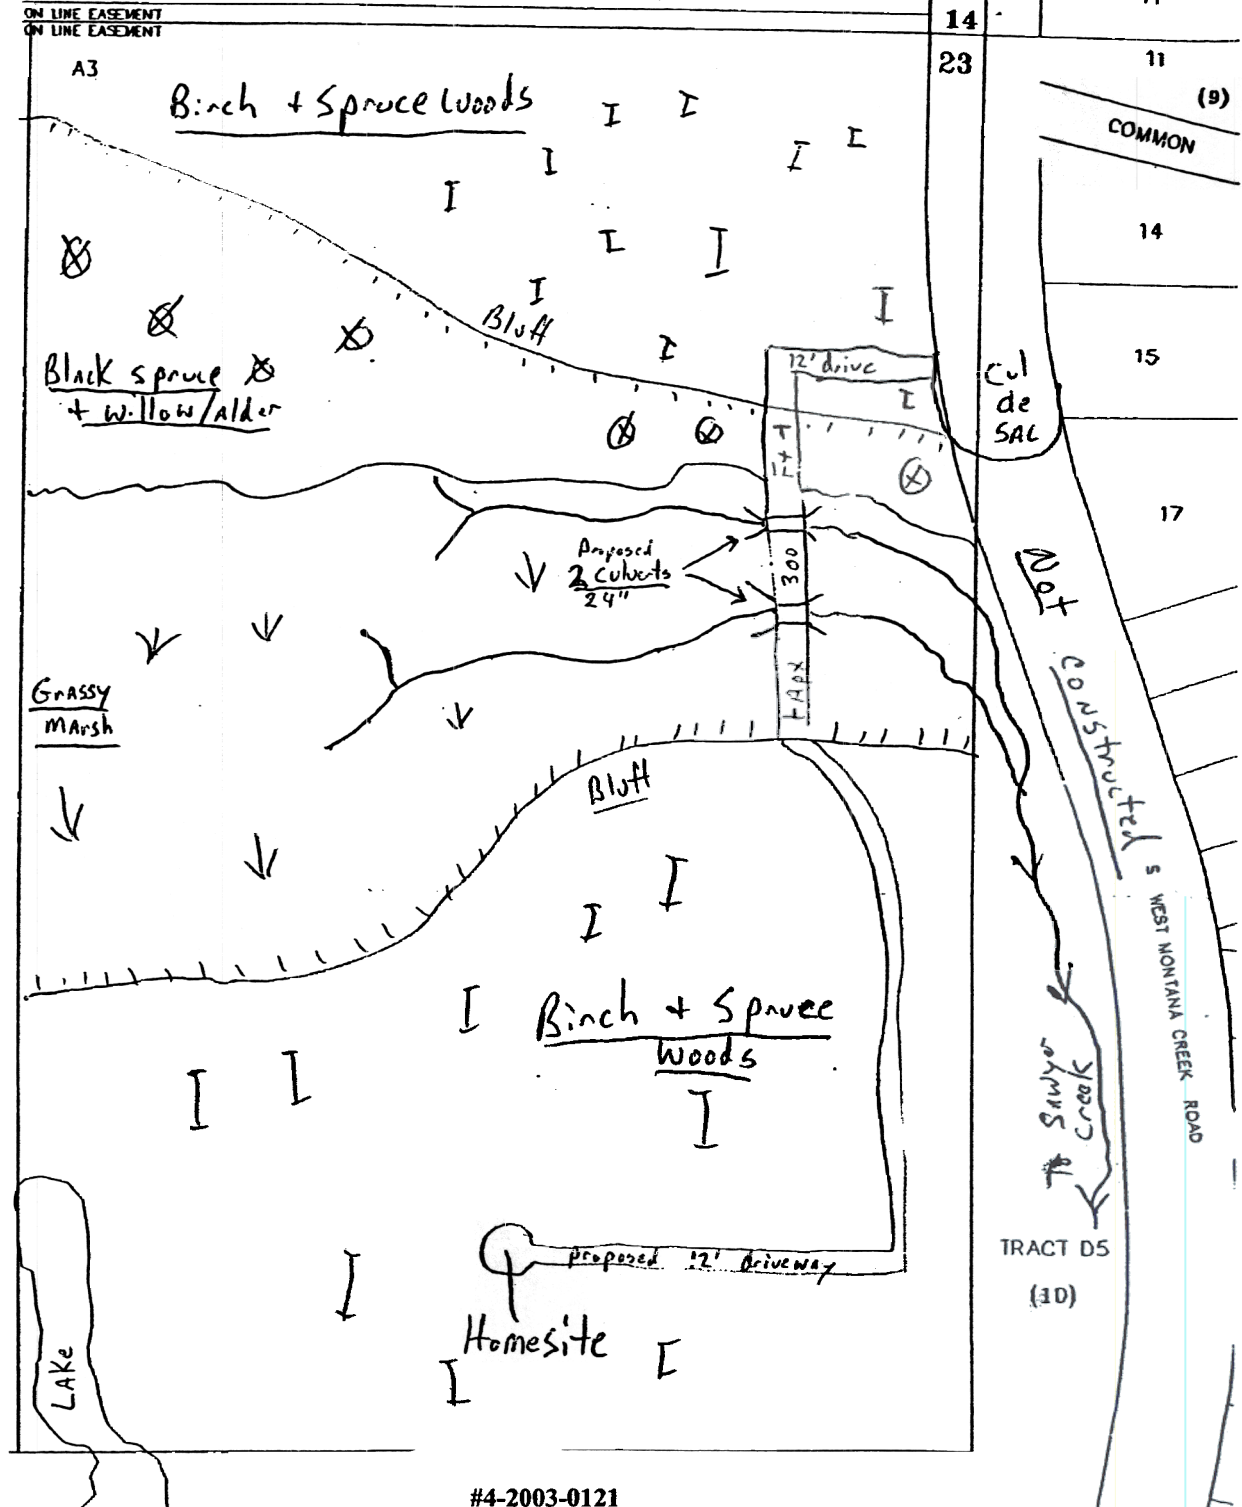 ON LINE EASEMENT
ON LINE EASEMENT
14
23
11
(9)
A3
Birch + Spruce Woods
COMMON
14
Bluff
15
12' drive
Cul
de
SAC
Black spruce
+ willow/Alder
17
Proposed
2 Culverts
24"
300
Not
Constructed
Grassy
Marsh
Bluff
S WEST MONTANA CREEK ROAD
Birch + Spruce
Woods
To Sawyer
Creek
TRACT D5
(1D)
proposed 12' driveway
Homesite
LAKe
#4-2003-0121